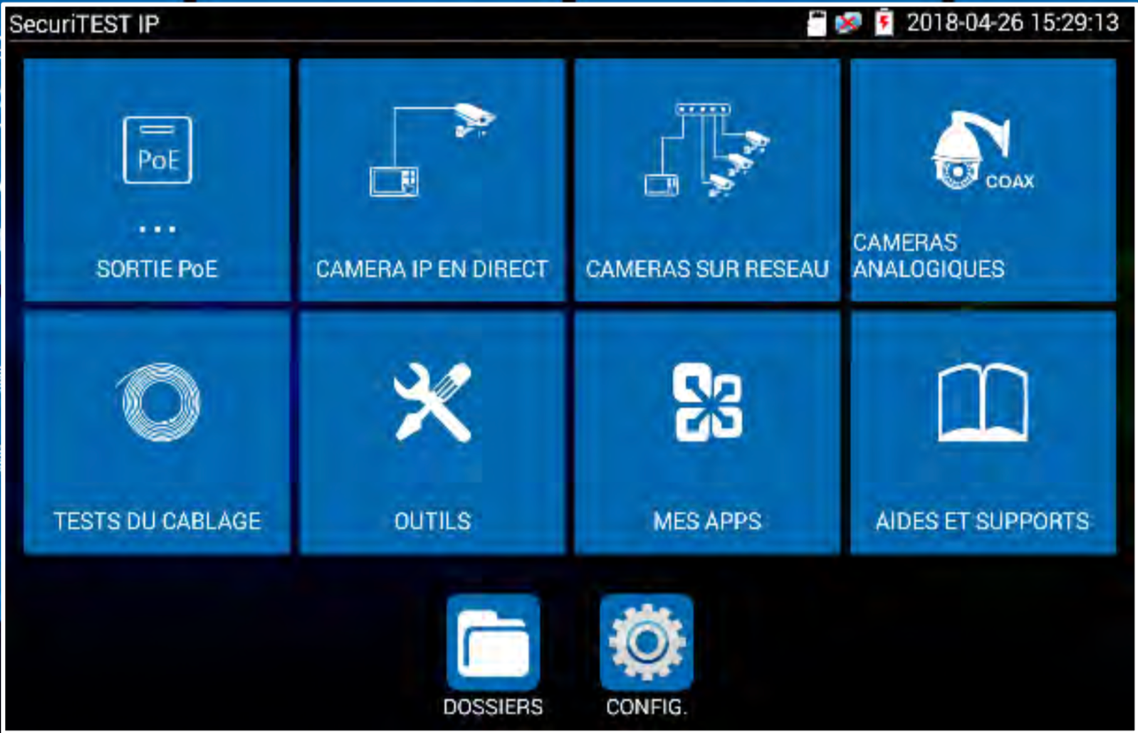 SecuriTEST IP
2018-04-26 15:29:13
PoE
...
SORTIE PoE
CAMERA IP EN DIRECT
CAMERAS SUR RESEAU
COAX
CAMERAS
ANALOGIQUES
TESTS DU CABLAGE
OUTILS
MES APPS
AIDES ET SUPPORTS
DOSSIERS
CONFIG.